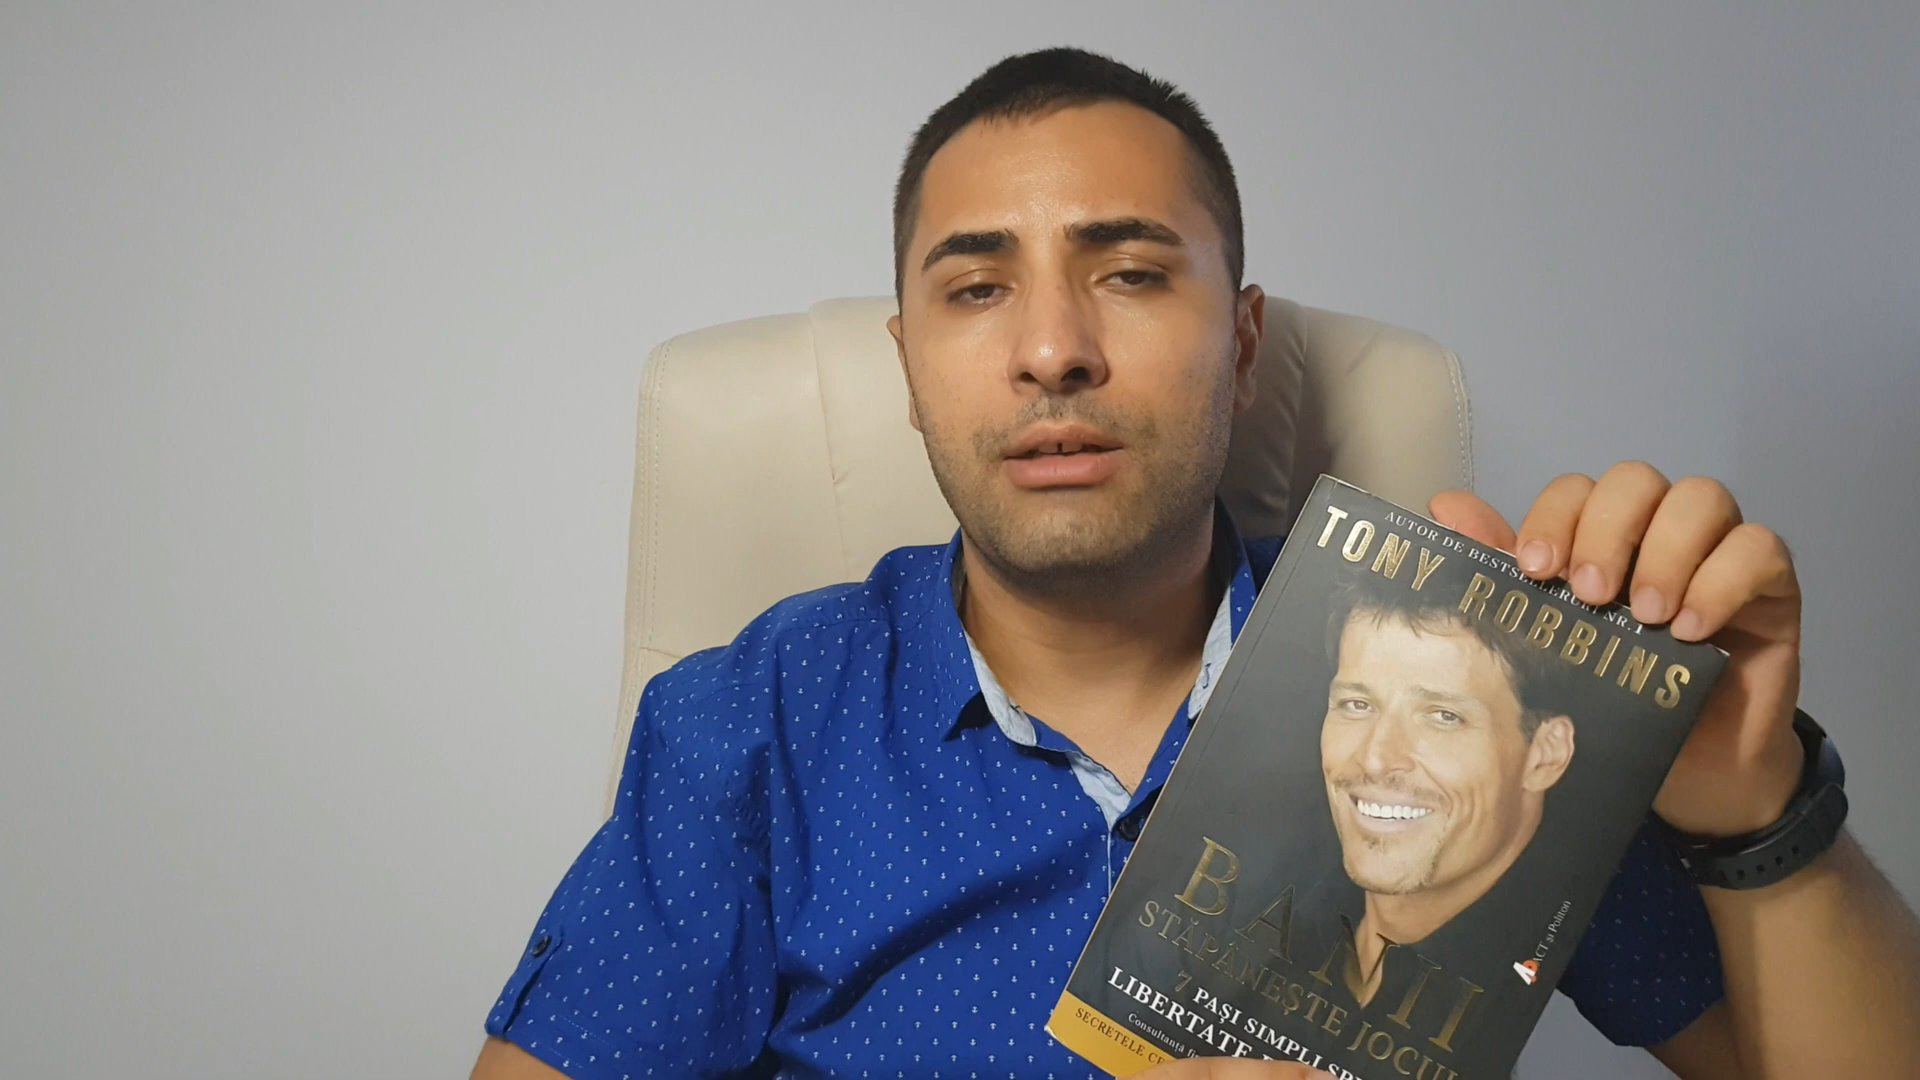 AUTOR DE BESTSELLERURI NR.1
TONY ROBBINS
BANII
STĂPÂNEȘTE JOCUL
7 PAȘI SIMPLI SPRE
LIBERTATE
Consultanță
SECRETELE
ACT și Politon